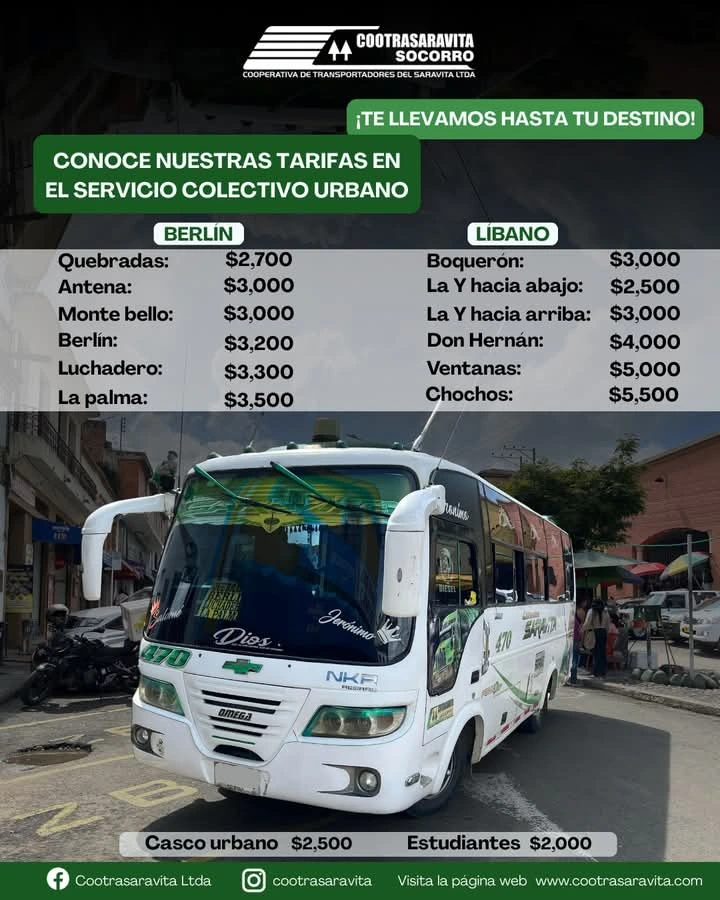 COOTRASARAVITA
SOCORRO
COOPERATIVA DE TRANSPORTADORES DEL SARAVITA LTDA
¡TE LLEVAMOS HASTA TU DESTINO!
CONOCE NUESTRAS TARIFAS EN
EL SERVICIO COLECTIVO URBANO
BERLÍN
Quebradas: $2,700
Antena: $3,000
Monte bello: $3,000
Berlín: $3,200
Luchadero: $3,300
La palma: $3,500
LÍBANO
Boquerón: $3,000
La Y hacia abajo: $2,500
La Y hacia arriba: $3,000
Don Hernán: $4,000
Ventanas: $5,000
Chochos: $5,500
DIESEL
Dios
Jerónimo
470
NKR
OMEGA
470
SARAVITA
Casco urbano $2,500
Estudiantes $2,000
Cootrasaravita Ltda
cootrasaravita
Visita la página web www.cootrasaravita.com